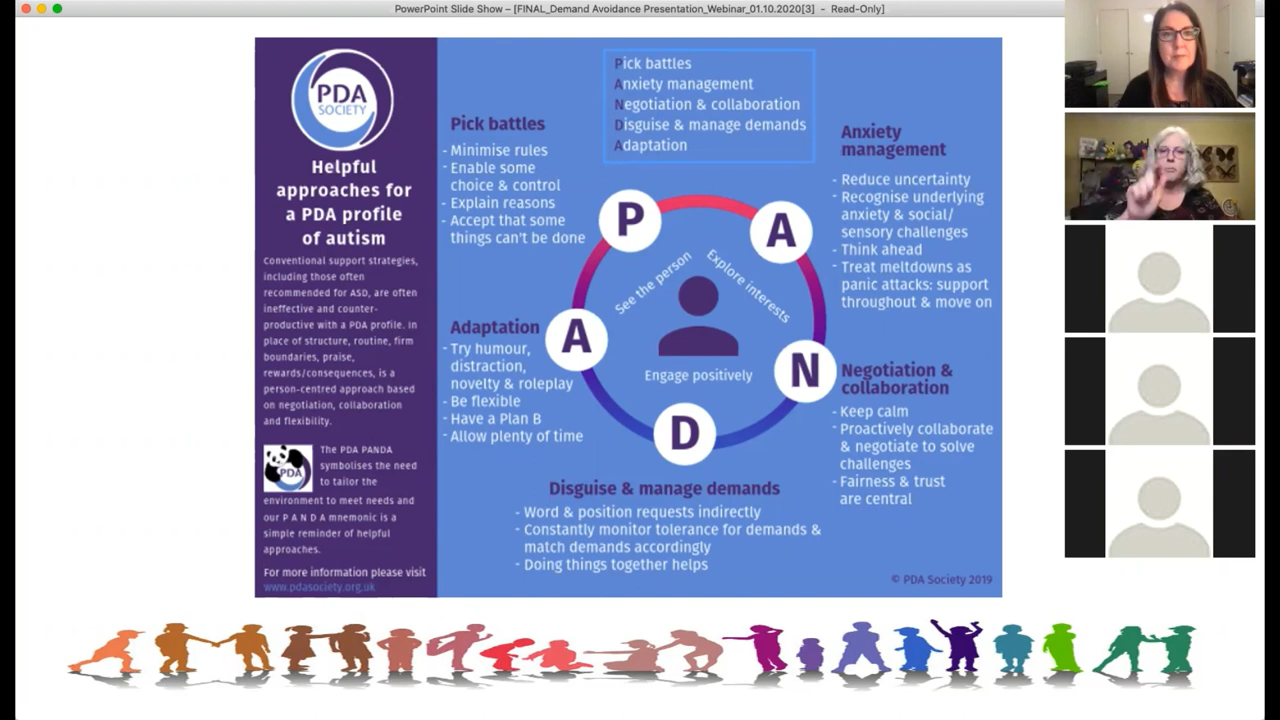 PowerPoint Slide Show – [FINAL_Demand Avoidance Presentation_Webinar_01.10.2020[3]  -  Read-Only]
PDA
SOCIETY
Helpful
approaches for
a PDA profile
of autism
Conventional support strategies,
including those often
recommended for ASD, are often
ineffective and counter-
productive with a PDA profile. In
place of structure, routine, firm
boundaries, praise,
rewards/consequences, is a
person-centred approach based
on negotiation, collaboration
and flexibility.
PDA
The PDA PANDA
symbolises the need
to tailor the
environment to meet needs and
our P A N D A mnemonic is a
simple reminder of helpful
approaches.
For more information please visit
www.pdasociety.org.uk
Pick battles
Anxiety management
Negotiation & collaboration
Disguise & manage demands
Adaptation
Pick battles
- Minimise rules
- Enable some
choice & control
- Explain reasons
- Accept that some
things can't be done
Anxiety
management
- Reduce uncertainty
- Recognise underlying
anxiety & social/
sensory challenges
- Think ahead
- Treat meltdowns as
panic attacks: support
throughout & move on
P
A
N
D
A
See the person
Explore interests
Engage positively
Adaptation
- Try humour,
distraction,
novelty & roleplay
- Be flexible
- Have a Plan B
- Allow plenty of time
Negotiation &
collaboration
- Keep calm
- Proactively collaborate
& negotiate to solve
challenges
- Fairness & trust
are central
Disguise & manage demands
- Word & position requests indirectly
- Constantly monitor tolerance for demands &
match demands accordingly
- Doing things together helps
© PDA Society 2019